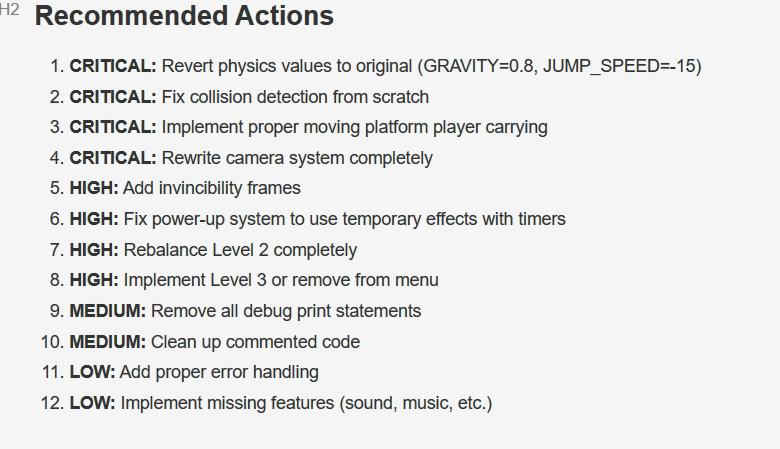 H2
Recommended Actions
1. CRITICAL: Revert physics values to original (GRAVITY=0.8, JUMP_SPEED=-15)
2. CRITICAL: Fix collision detection from scratch
3. CRITICAL: Implement proper moving platform player carrying
4. CRITICAL: Rewrite camera system completely
5. HIGH: Add invincibility frames
6. HIGH: Fix power-up system to use temporary effects with timers
7. HIGH: Rebalance Level 2 completely
8. HIGH: Implement Level 3 or remove from menu
9. MEDIUM: Remove all debug print statements
10. MEDIUM: Clean up commented code
11. LOW: Add proper error handling
12. LOW: Implement missing features (sound, music, etc.)